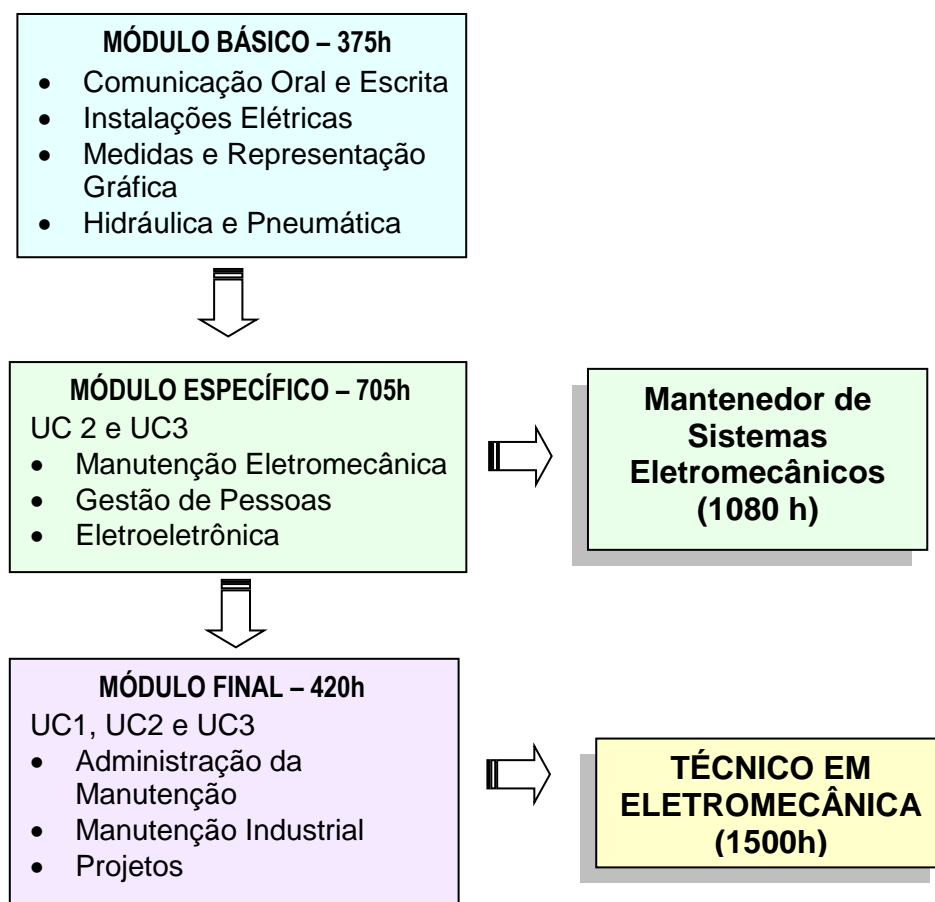 MÓDULO BÁSICO – 375h
• Comunicação Oral e Escrita
• Instalações Elétricas
• Medidas e Representação
Gráfica
• Hidráulica e Pneumática
MÓDULO ESPECÍFICO – 705h
UC 2 e UC3
• Manutenção Eletromecânica
• Gestão de Pessoas
• Eletroeletrônica
Mantenedor de
Sistemas
Eletromecânicos
(1080 h)
MÓDULO FINAL – 420h
UC1, UC2 e UC3
• Administração da
Manutenção
• Manutenção Industrial
• Projetos
TÉCNICO EM
ELETROMECÂNICA
(1500h)